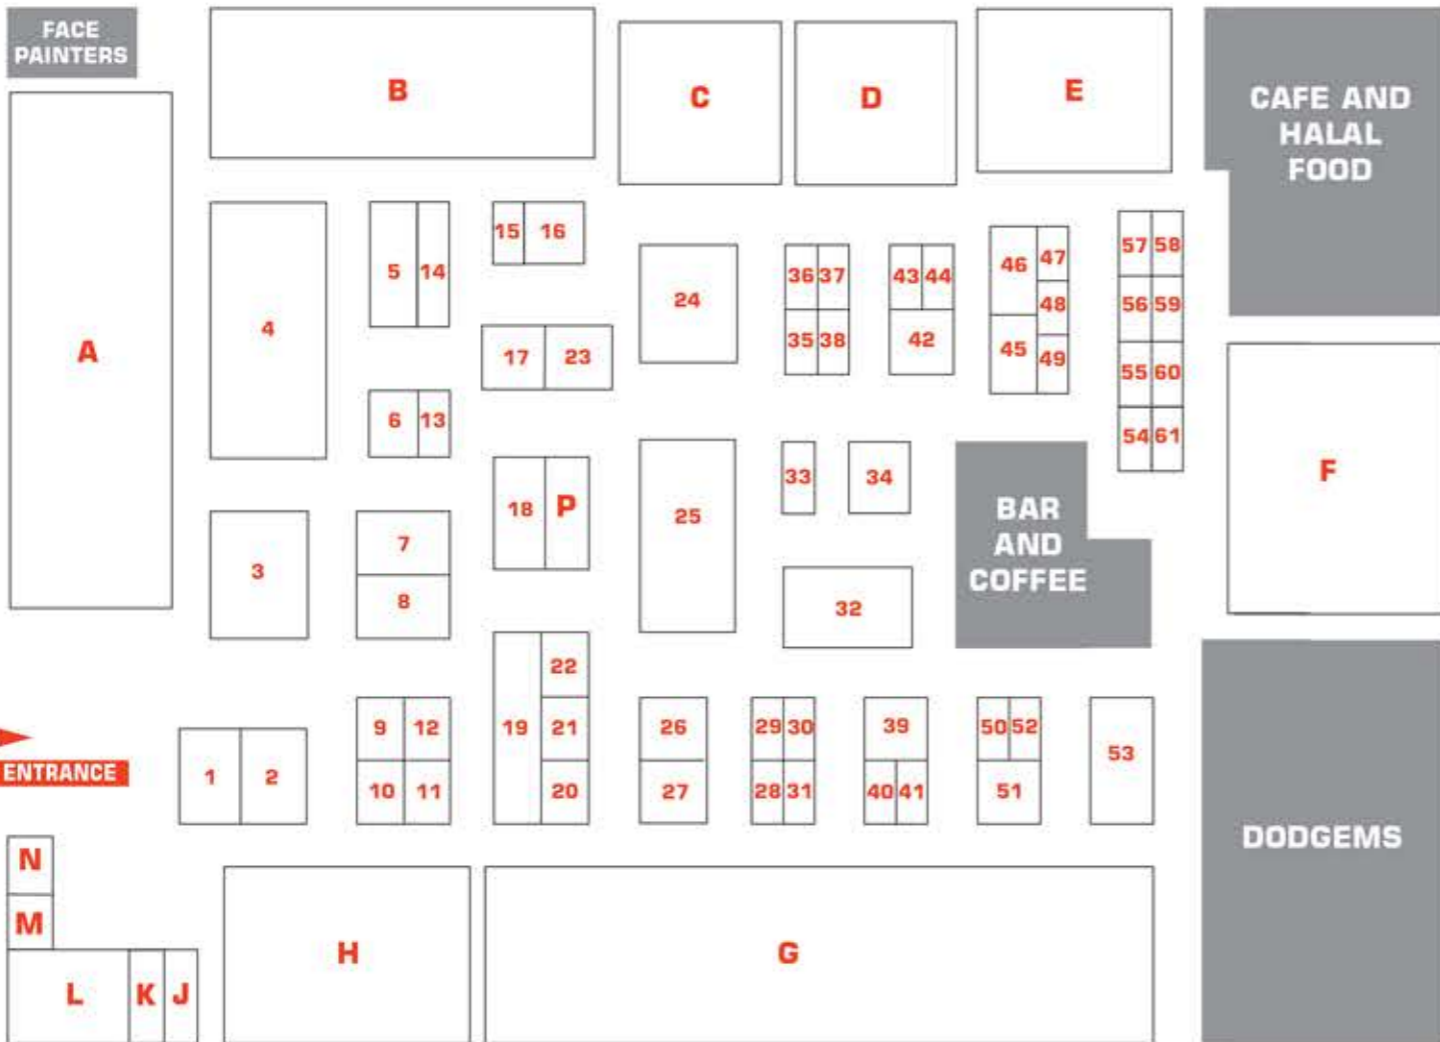 FACE
PAINTERS
B
C
D
E
CAFE AND
HALAL
FOOD
A
4
5 14
15 16
17 23
24
36 37
35 38
43 44
42
46 47
48
45 49
57 58
56 59
55 60
54 61
6 13
18 P
25
33
34
BAR
AND
COFFEE
F
3
7
8
32
ENTRANCE
1 2
9 12
10 11
19
22
21
20
26
27
29 30
28 31
39
40 41
50 52
51
53
DODGEMS
N
M
L K J
H
G